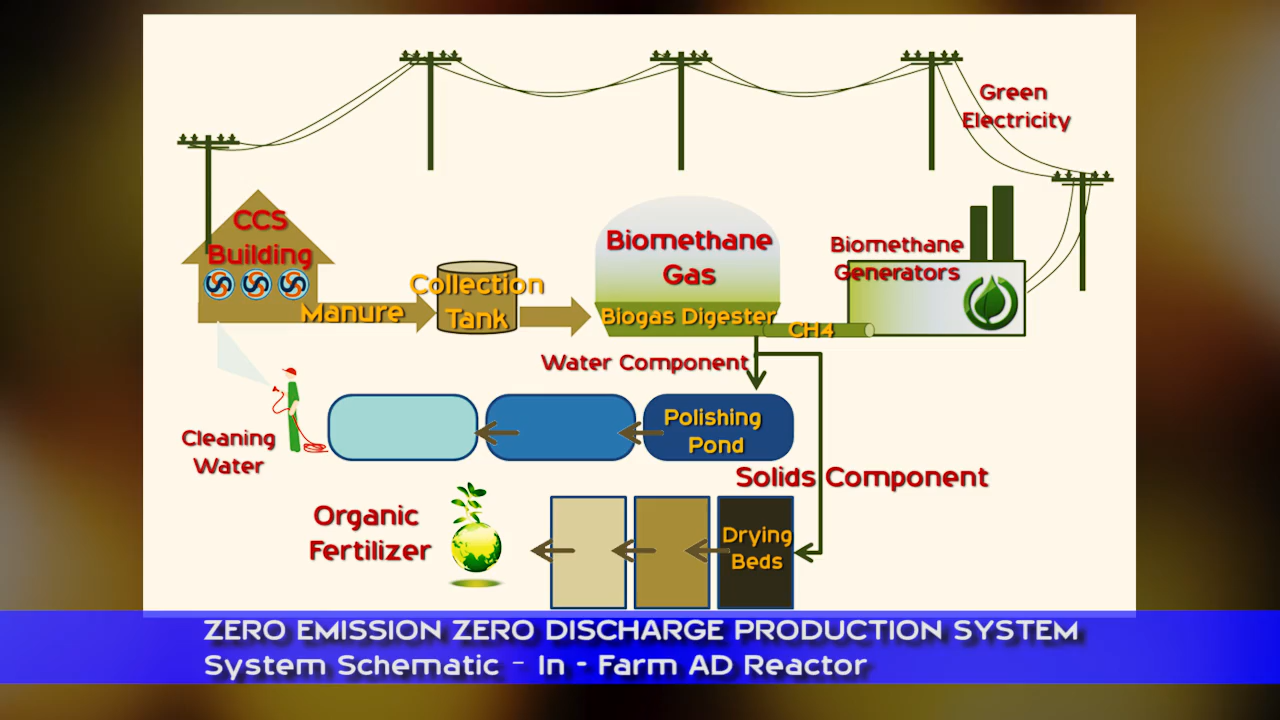 Green
Electricity
CCS
Building
Manure
Collection
Tank
Biomethane
Gas
Biogas Digester
CH4
Biomethane
Generators
Water Component
Cleaning
Water
Polishing
Pond
Solids Component
Organic
Fertilizer
Drying
Beds
ZERO EMISSION ZERO DISCHARGE PRODUCTION SYSTEM
System Schematic - In - Farm AD Reactor